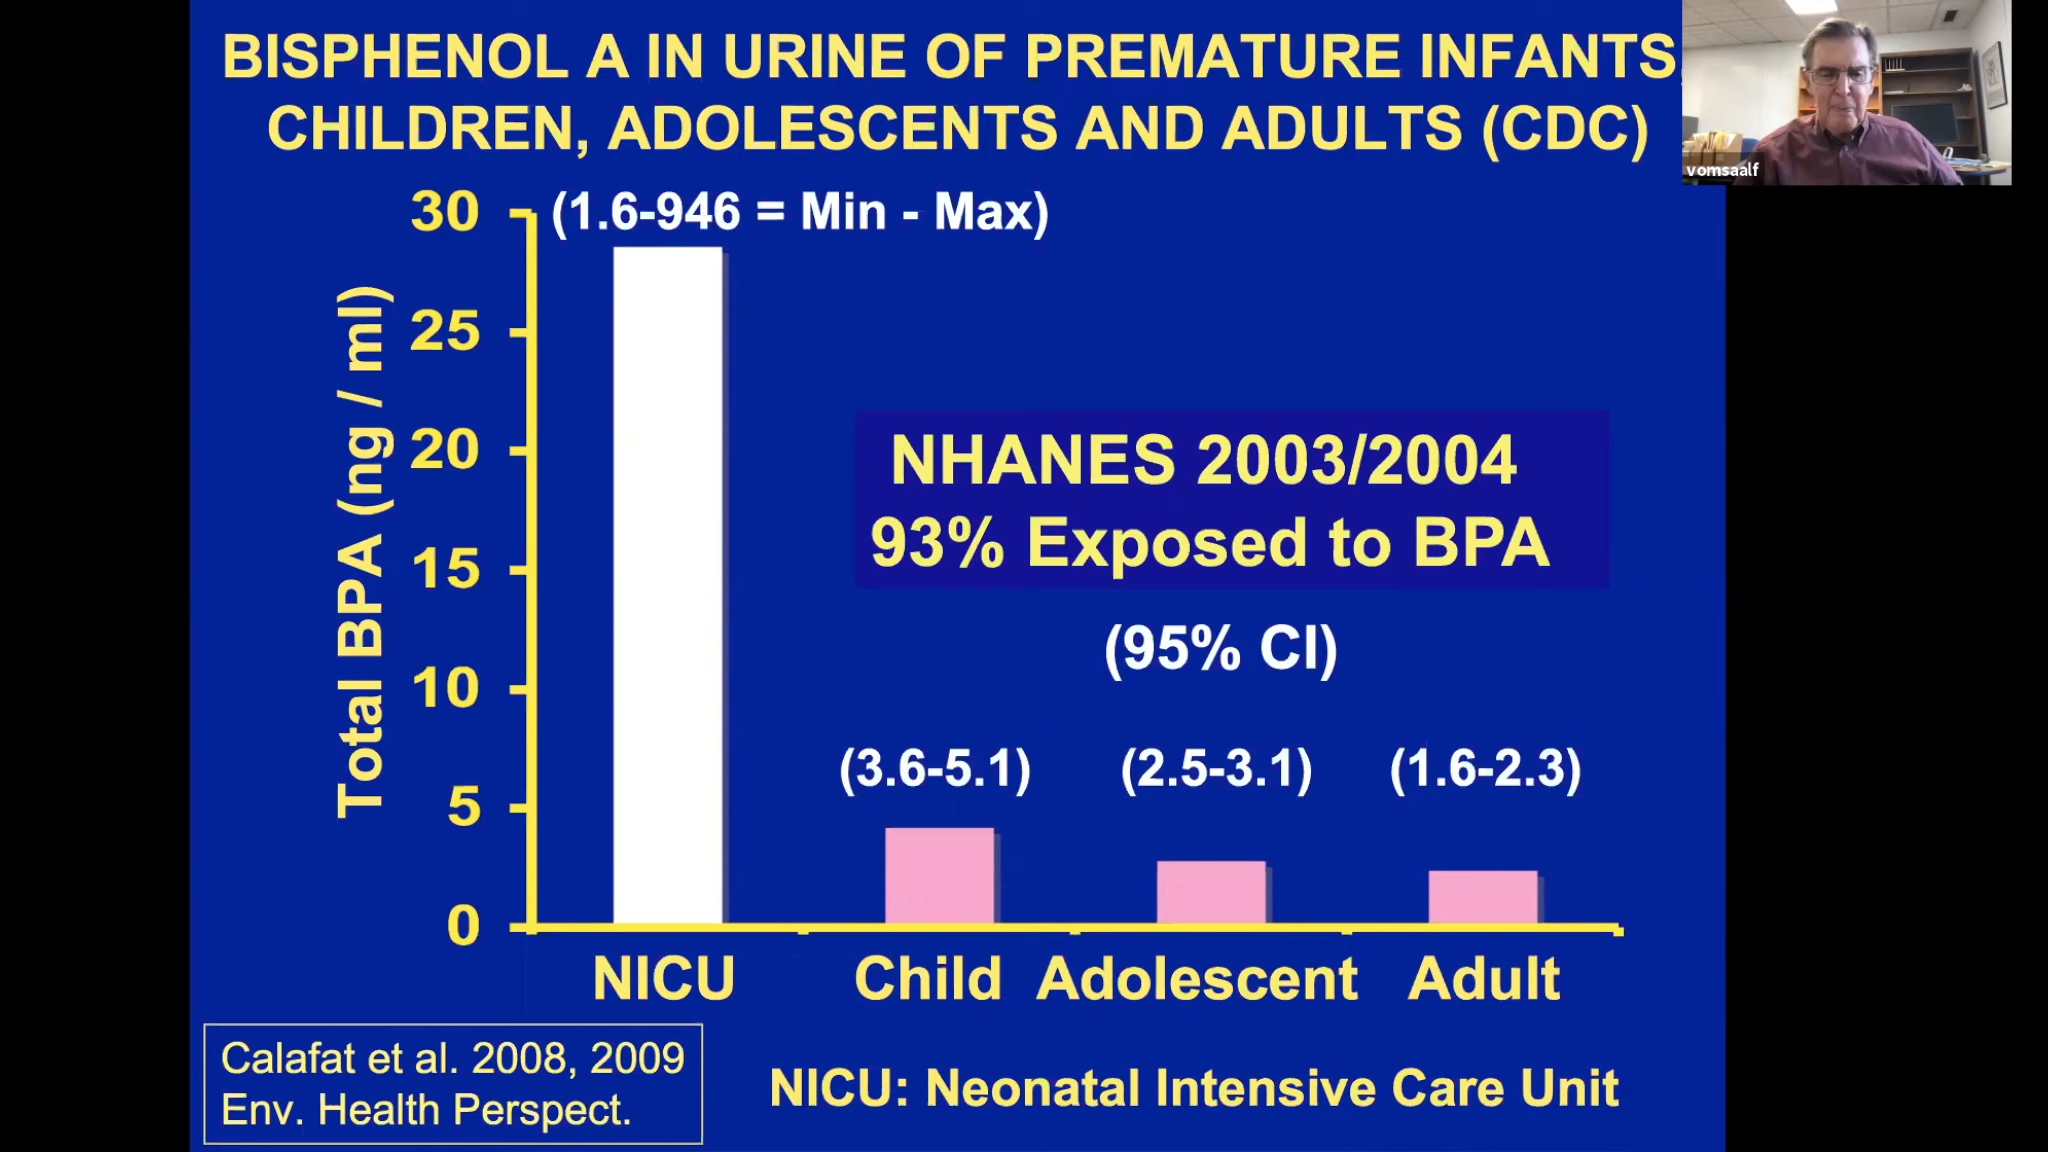 BISPHENOL A IN URINE OF PREMATURE INFANTS,
CHILDREN, ADOLESCENTS AND ADULTS (CDC)
vomsaalf
30
(1.6-946 = Min - Max)
25
20
15
10
5
0
Total BPA (ng / ml)
NHANES 2003/2004
93% Exposed to BPA
(95% CI)
(3.6-5.1) (2.5-3.1) (1.6-2.3)
NICU Child Adolescent Adult
Calafat et al. 2008, 2009
Env. Health Perspect.
NICU: Neonatal Intensive Care Unit